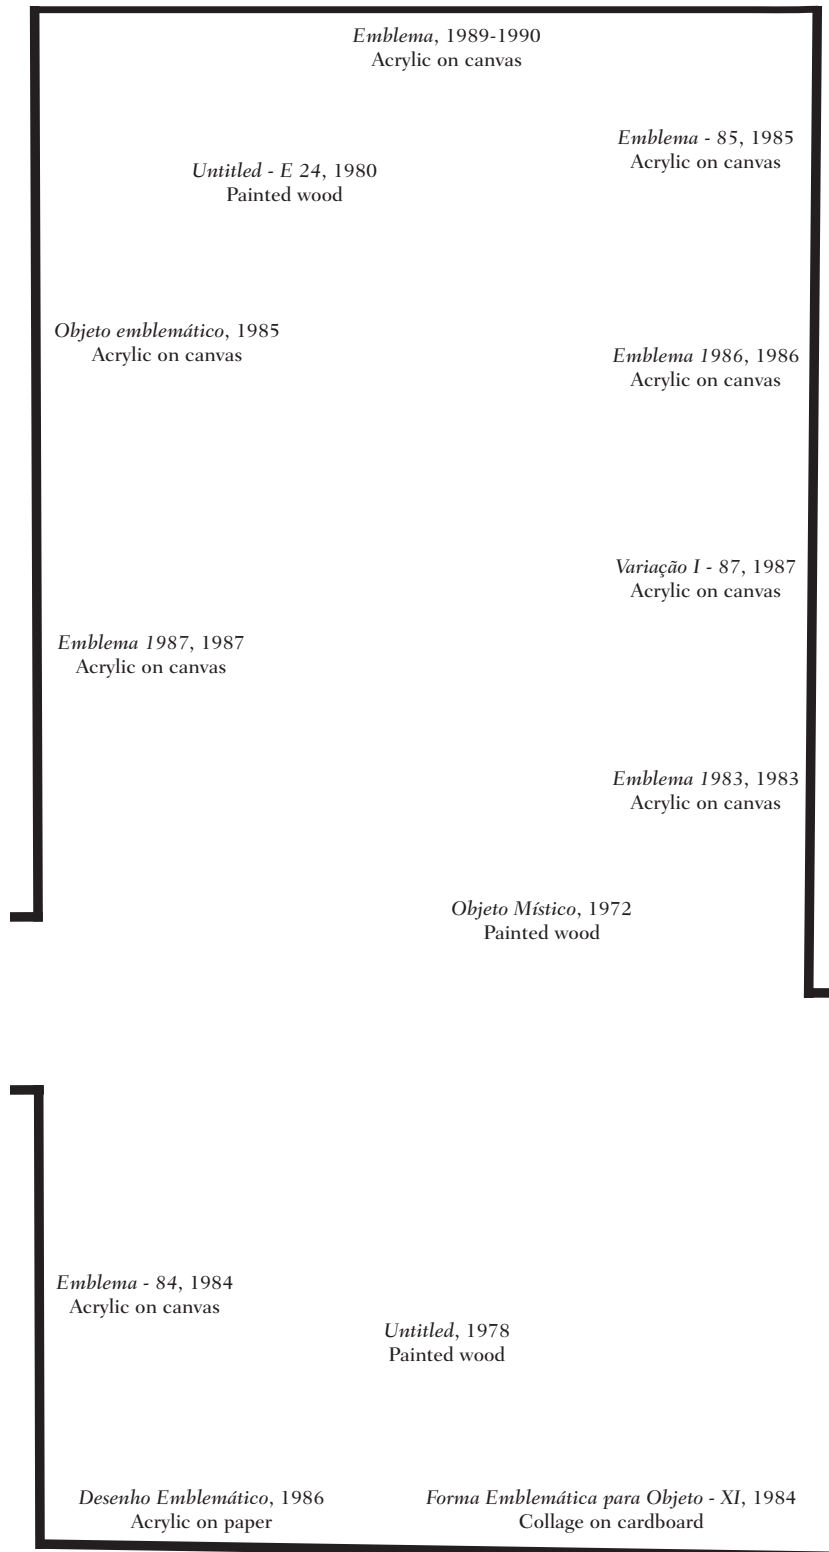 Emblema, 1989-1990
Acrylic on canvas
Emblema - 85, 1985
Acrylic on canvas
Untitled - E 24, 1980
Painted wood
Objeto emblemático, 1985
Acrylic on canvas
Emblema 1986, 1986
Acrylic on canvas
Variação I - 87, 1987
Acrylic on canvas
Emblema 1987, 1987
Acrylic on canvas
Emblema 1983, 1983
Acrylic on canvas
Objeto Místico, 1972
Painted wood
Emblema - 84, 1984
Acrylic on canvas
Untitled, 1978
Painted wood
Desenho Emblemático, 1986
Acrylic on paper
Forma Emblemática para Objeto - XI, 1984
Collage on cardboard